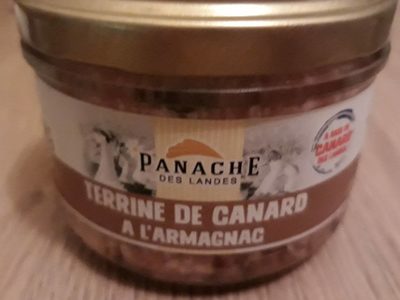 PANACHE
DES LANDES
TERRINE DE CANARD
A L'ARMAGNAC
CANARD